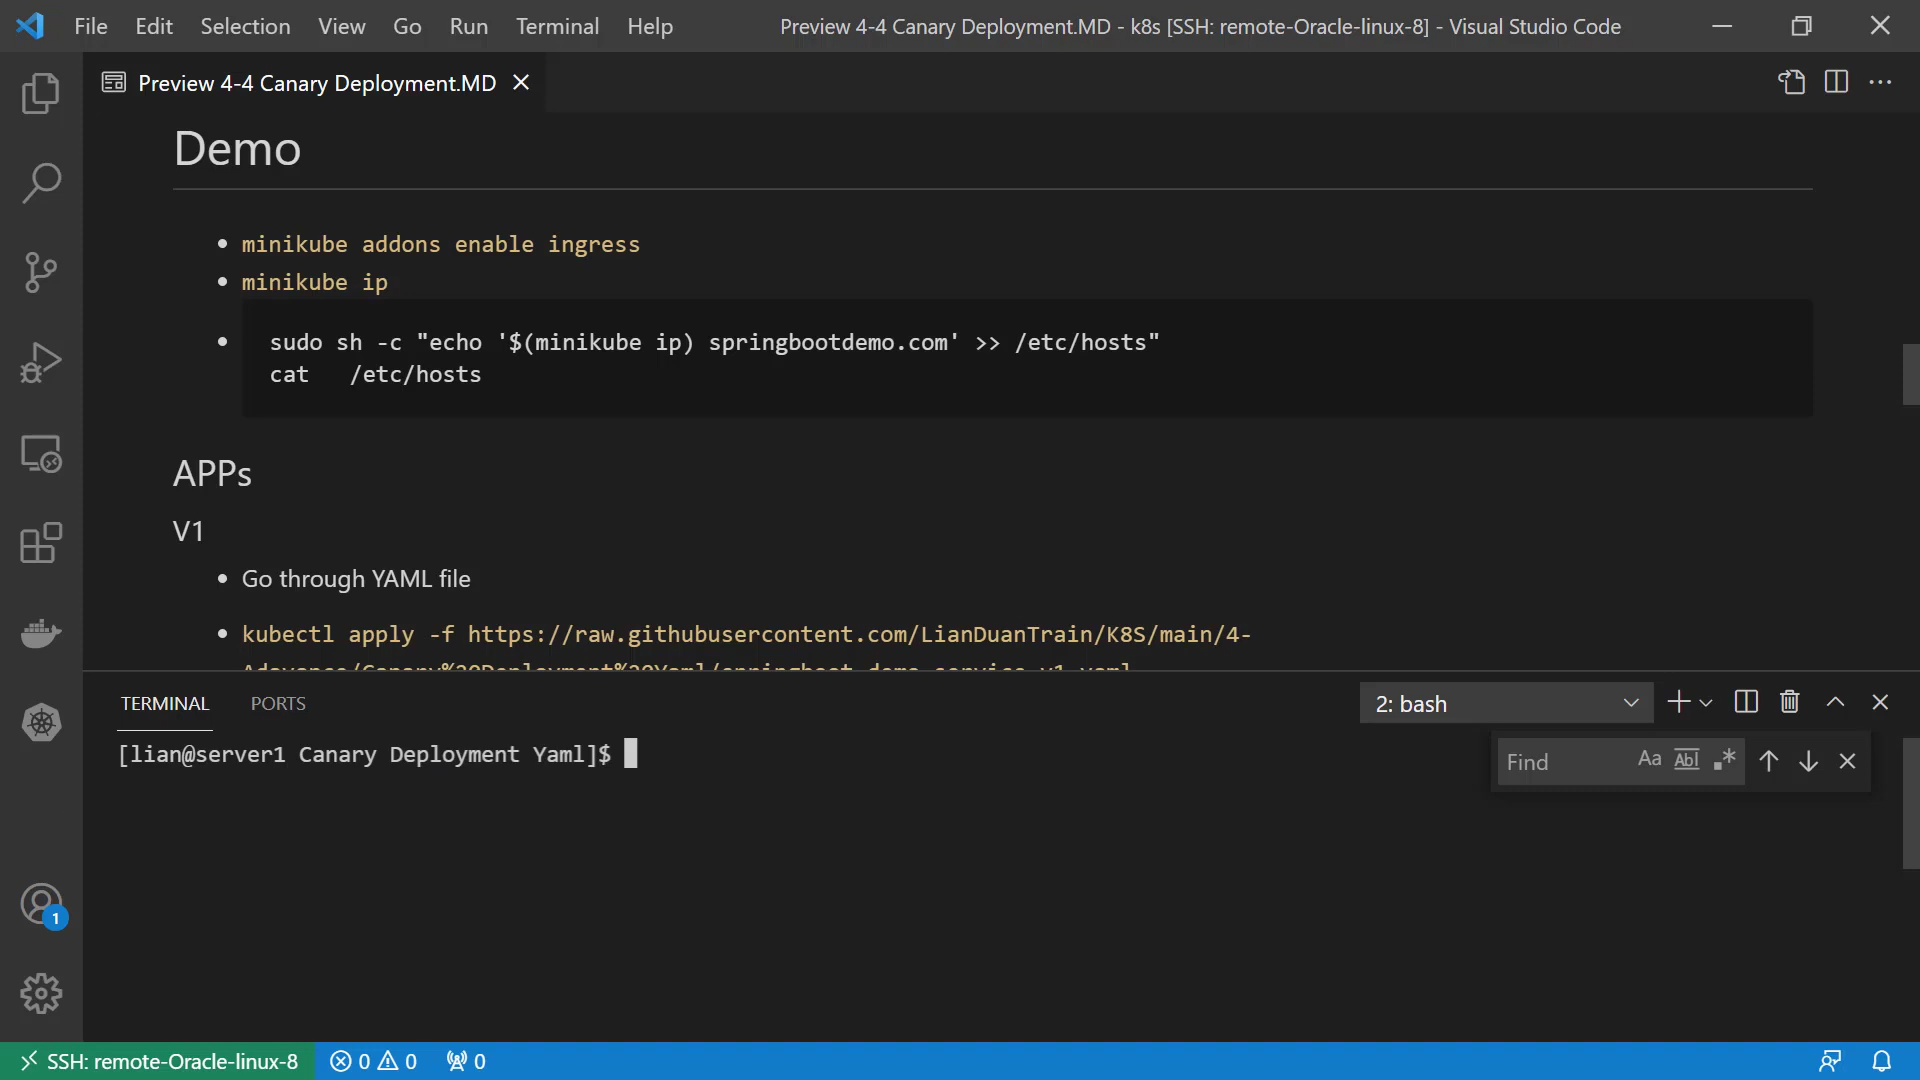 File Edit Selection View Go Run Terminal Help Preview 4-4 Canary Deployment.MD - k8s [SSH: remote-Oracle-linux-8] - Visual Studio Code
Preview 4-4 Canary Deployment.MD
Demo
• minikube addons enable ingress
• minikube ip
• sudo sh -c "echo '$(minikube ip) springbootdemo.com' >> /etc/hosts"
cat   /etc/hosts
APPs
V1
• Go through YAML file
• kubectl apply -f https://raw.githubusercontent.com/LianDuanTrain/K8S/main/4-
TERMINAL PORTS 2: bash
[lian@server1 Canary Deployment Yaml]$
Find Aa Abl .*
1
SSH: remote-Oracle-linux-8 0 0 0